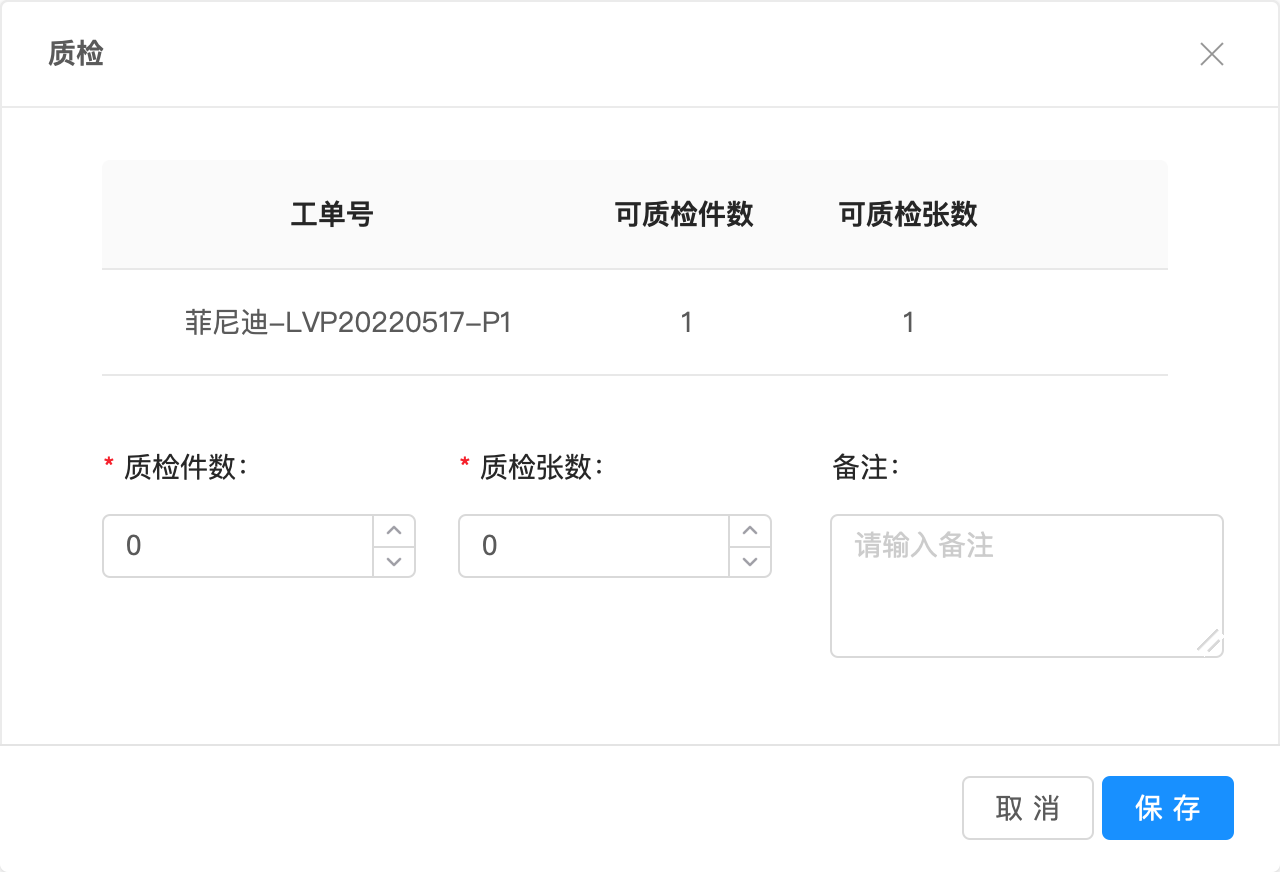 质检
工单号 可质检件数 可质检张数
菲尼迪-LVP20220517-P1 1 1
* 质检件数： * 质检张数： 备注：
0 0 请输入备注
取 消 保 存